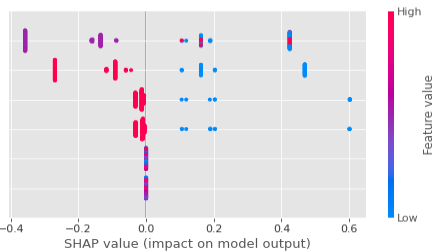 High
Feature value
Low
−0.4 −0.2 0.0 0.2 0.4 0.6
SHAP value (impact on model output)